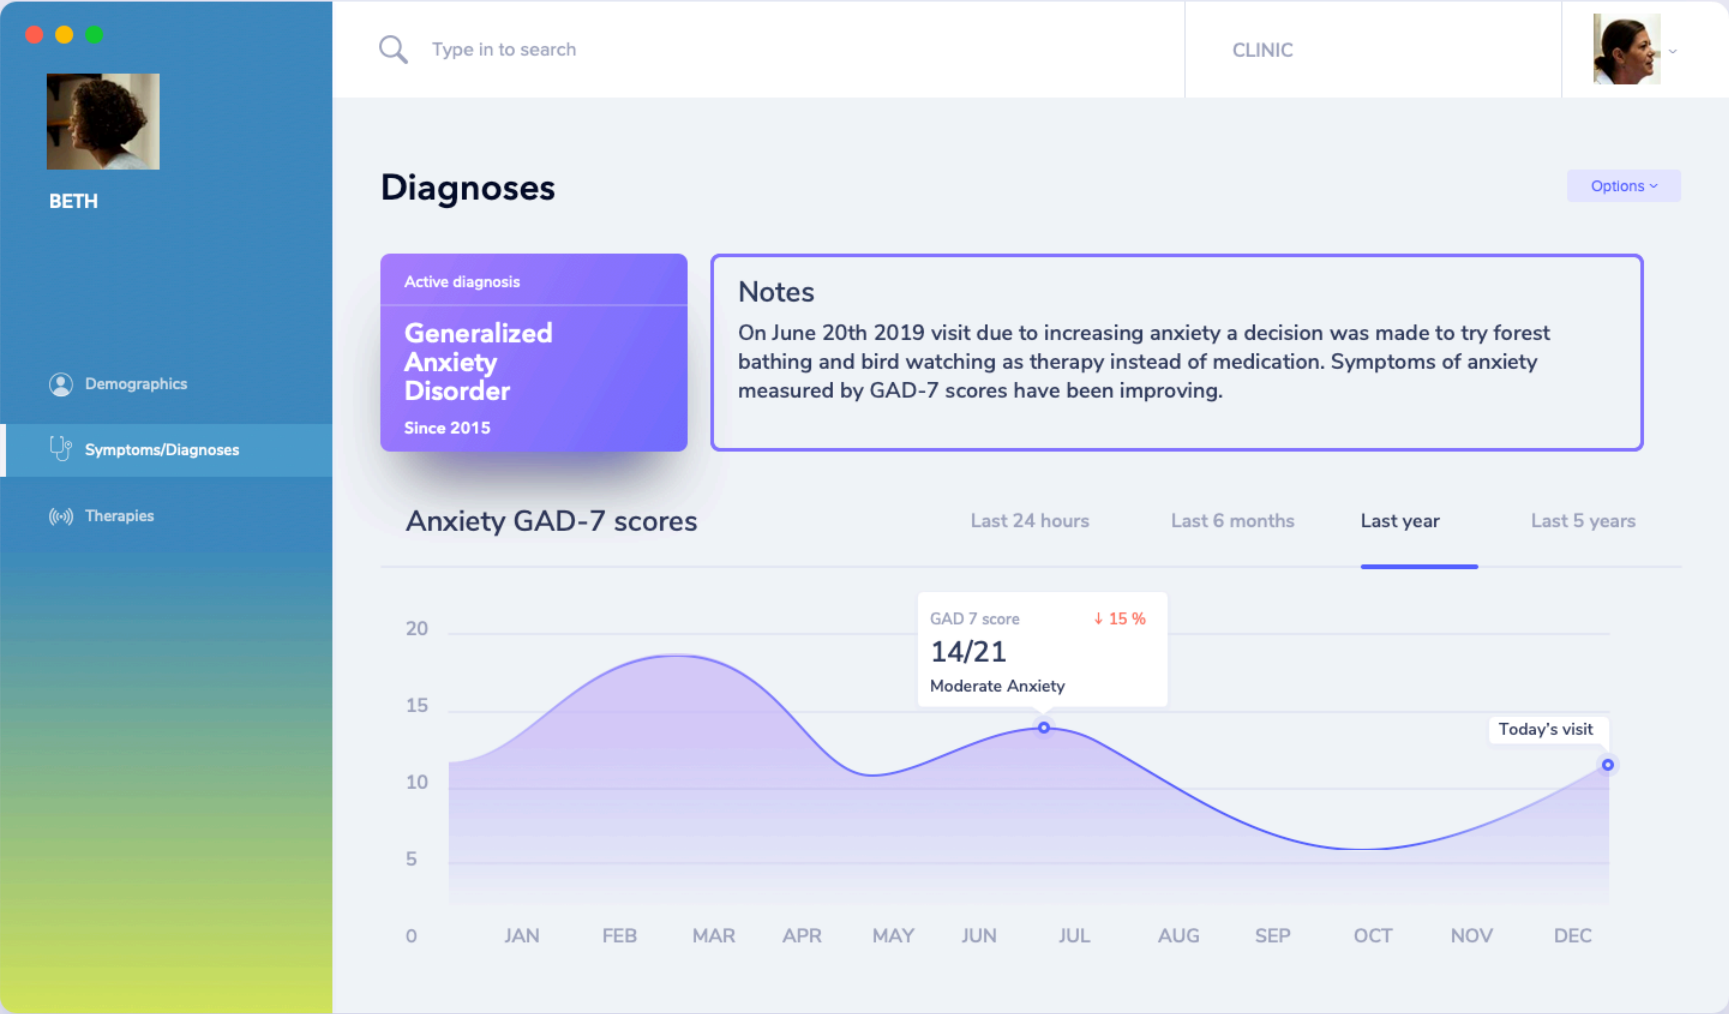 Type in to search
CLINIC
BETH
Demographics
Symptoms/Diagnoses
Therapies
Diagnoses
Options
Active diagnosis
Generalized
Anxiety
Disorder
Since 2015
Notes
On June 20th 2019 visit due to increasing anxiety a decision was made to try forest
bathing and bird watching as therapy instead of medication. Symptoms of anxiety
measured by GAD-7 scores have been improving.
Anxiety GAD-7 scores
Last 24 hours
Last 6 months
Last year
Last 5 years
GAD 7 score ↓ 15 %
14/21
Moderate Anxiety
Today's visit
20
15
10
5
0 JAN FEB MAR APR MAY JUN JUL AUG SEP OCT NOV DEC